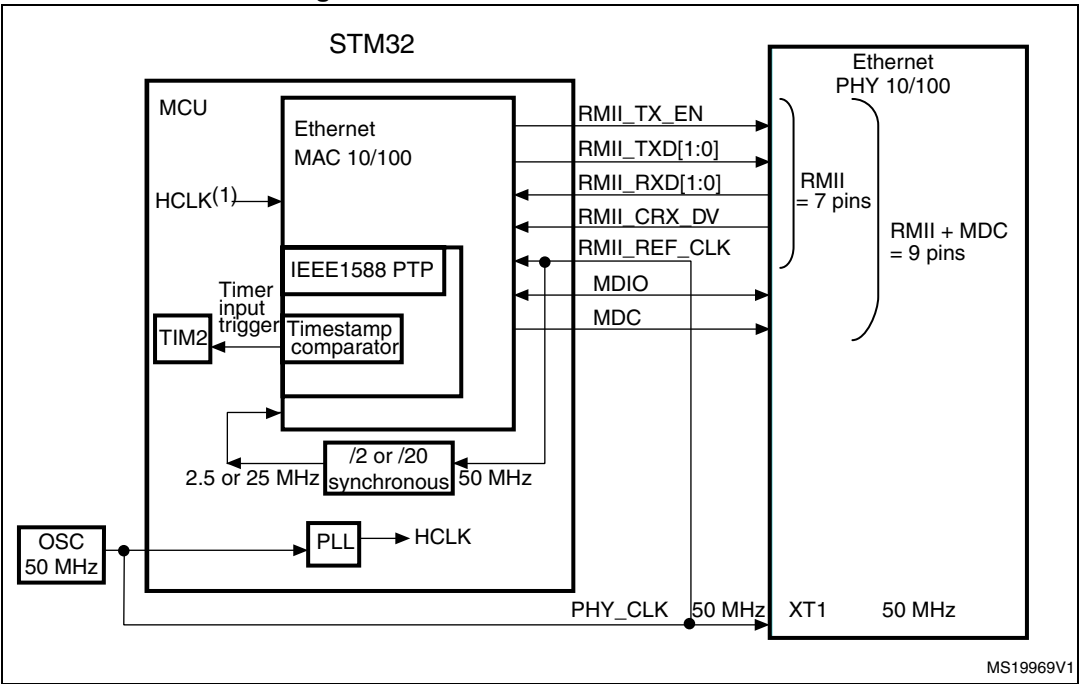 STM32
MCU
Ethernet
MAC 10/100
HCLK(1)
IEEE1588 PTP
Timer
input
trigger
TIM2
Timestamp
comparator
/2 or /20
synchronous
2.5 or 25 MHz
50 MHz
OSC
50 MHz
PLL
HCLK
RMII_TX_EN
RMII_TXD[1:0]
RMII_RXD[1:0]
RMII_CRX_DV
RMII_REF_CLK
MDIO
MDC
PHY_CLK
50 MHz
Ethernet
PHY 10/100
RMII
= 7 pins
RMII + MDC
= 9 pins
XT1
50 MHz
MS19969V1